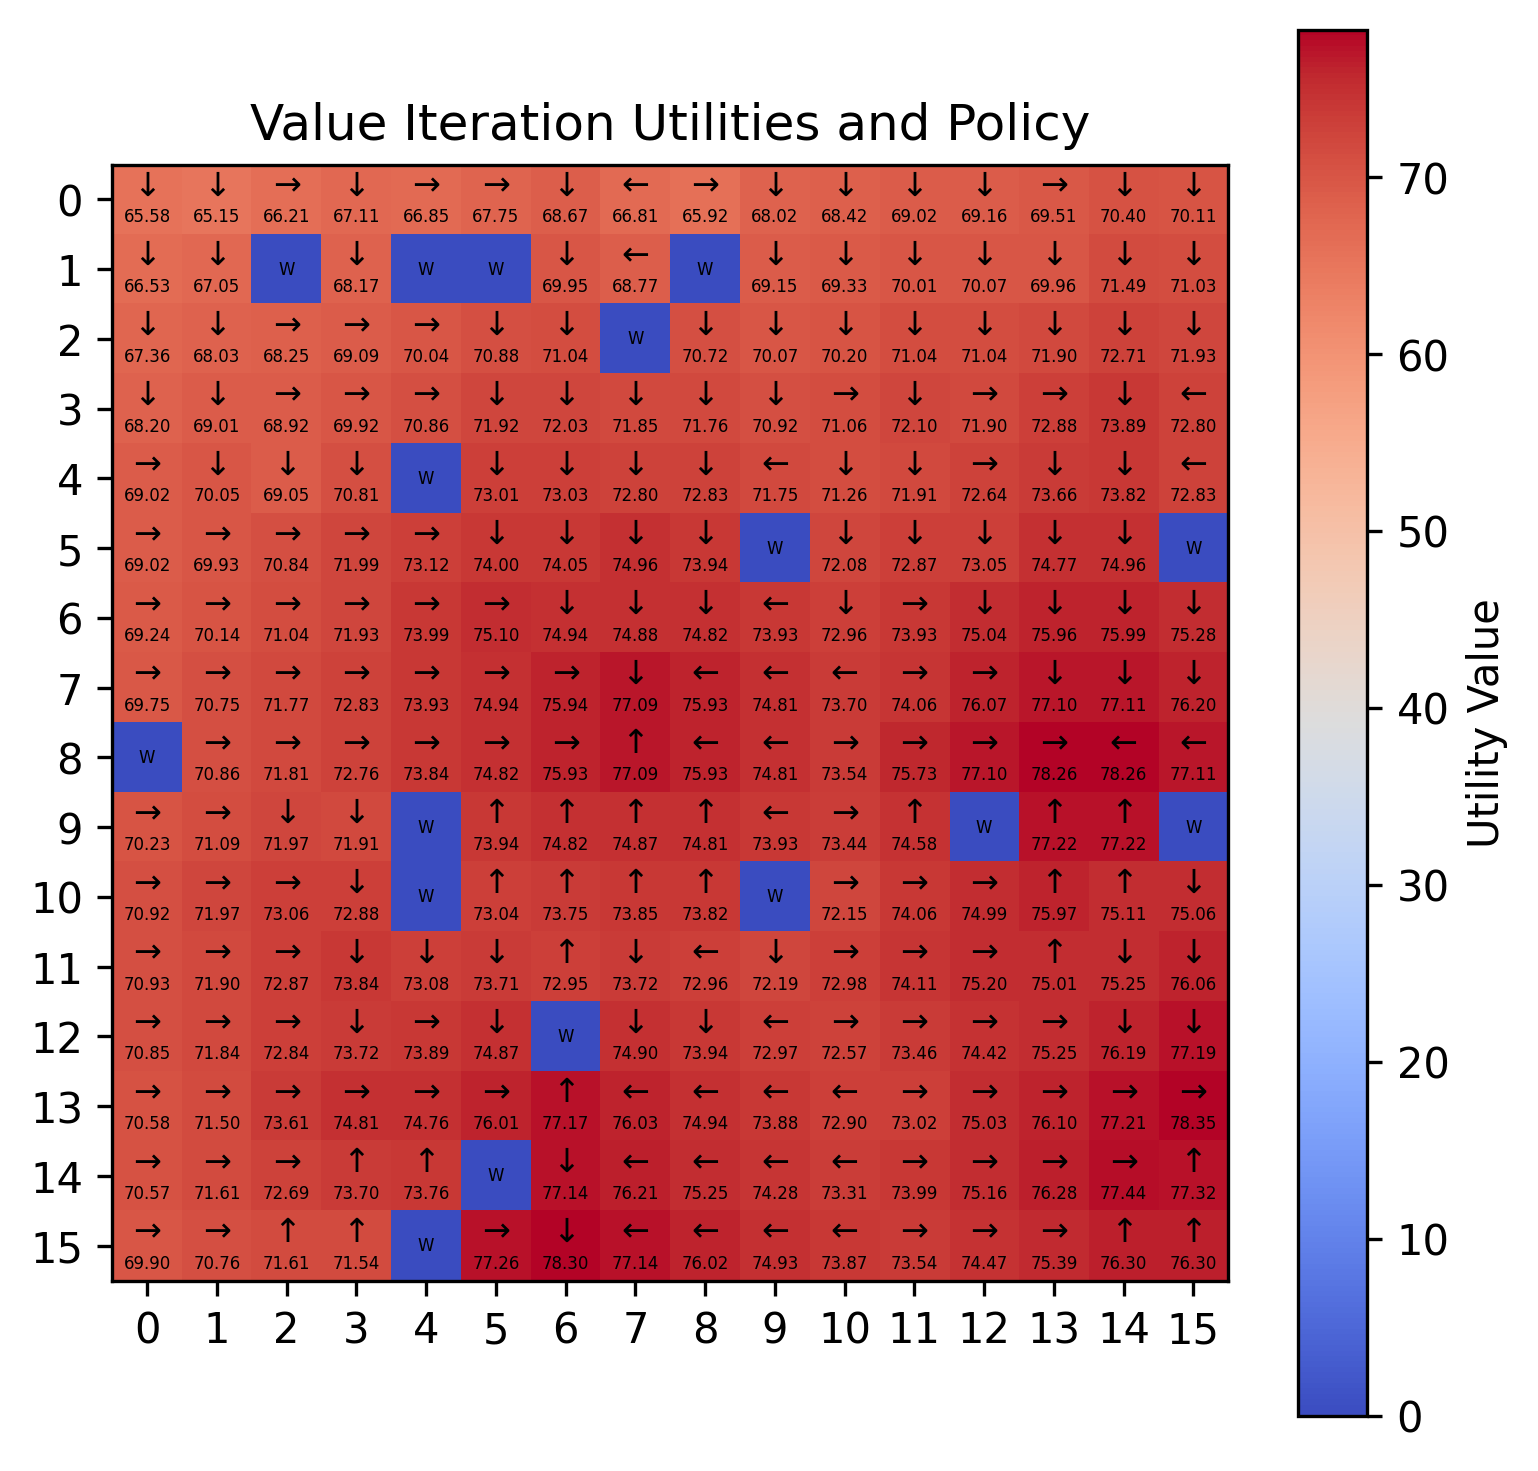 Value Iteration Utilities and Policy
0 ↓ ↓ → ↓ → → ↓ ← → ↓ ↓ ↓ ↓ → ↓ ↓
65.58 65.15 66.21 67.11 66.85 67.75 68.67 66.81 65.92 68.02 68.42 69.02 69.16 69.51 70.40 70.11
1 ↓ ↓ W ↓ W W ↓ ← W ↓ ↓ ↓ ↓ ↓ ↓ ↓
66.53 67.05 68.17 69.95 68.77 69.15 69.33 70.01 70.07 69.96 71.49 71.03
2 ↓ ↓ → → → ↓ ↓ W ↓ ↓ ↓ ↓ ↓ ↓ ↓ ↓
67.36 68.03 68.25 69.09 70.04 70.88 71.04 70.72 70.07 70.20 71.04 71.04 71.90 72.71 71.93
3 ↓ ↓ → → → ↓ ↓ ↓ ↓ ↓ → ↓ → → ↓ ←
68.20 69.01 68.92 69.92 70.86 71.92 72.03 71.85 71.76 70.92 71.06 72.10 71.90 72.88 73.89 72.80
4 → ↓ ↓ ↓ W ↓ ↓ ↓ ↓ ← ↓ ↓ → ↓ ↓ ←
69.02 70.05 69.05 70.81 73.01 73.03 72.80 72.83 71.75 71.26 71.91 72.64 73.66 73.82 72.83
5 → → → → → ↓ ↓ ↓ ↓ W ↓ ↓ ↓ ↓ ↓ W
69.02 69.93 70.84 71.99 73.12 74.00 74.05 74.96 73.94 72.08 72.87 73.05 74.77 74.96
6 → → → → → → ↓ ↓ ↓ ← ↓ → ↓ ↓ ↓ ↓
69.24 70.14 71.04 71.93 73.99 75.10 74.94 74.88 74.82 73.93 72.96 73.93 75.04 75.96 75.99 75.28
7 → → → → → → → ↓ ← ← ← → → ↓ ↓ ↓
69.75 70.75 71.77 72.83 73.93 74.94 75.94 77.09 75.93 74.81 73.70 74.06 76.07 77.10 77.11 76.20
8 W → → → → → → ↑ ← ← → → → → ← ←
70.86 71.81 72.76 73.84 74.82 75.93 77.09 75.93 74.81 73.54 75.73 77.10 78.26 78.26 77.11
9 → → ↓ ↓ W ↑ ↑ ↑ ↑ ← → ↑ W ↑ ↑ W
70.23 71.09 71.97 71.91 73.94 74.82 74.87 74.81 73.93 73.44 74.58 77.22 77.22
10 → → → ↓ W ↑ ↑ ↑ ↑ W → → → ↑ ↑ ↓
70.92 71.97 73.06 72.88 73.04 73.75 73.85 73.82 72.15 74.06 74.99 75.97 75.11 75.06
11 → → → ↓ ↓ ↓ ↑ ↓ ← ↓ → → → ↑ ↓ ↓
70.93 71.90 72.87 73.84 73.08 73.71 72.95 73.72 72.96 72.19 72.98 74.11 75.20 75.01 75.25 76.06
12 → → → ↓ → ↓ W ↓ ↓ ← → → → → ↓ ↓
70.85 71.84 72.84 73.72 73.89 74.87 74.90 73.94 72.97 72.57 73.46 74.42 75.25 76.19 77.19
13 → → → → → → ↑ ← ← ← ← → → → → →
70.58 71.50 73.61 74.81 74.76 76.01 77.17 76.03 74.94 73.88 72.90 73.02 75.03 76.10 77.21 78.35
14 → → → ↑ ↑ W ↓ ← ← ← ← → → → → ↑
70.57 71.61 72.69 73.70 73.76 77.14 76.21 75.25 74.28 73.31 73.99 75.16 76.28 77.44 77.32
15 → → ↑ ↑ W → ↓ ← ← ← ← → → → ↑ ↑
69.90 70.76 71.61 71.54 77.26 78.30 77.14 76.02 74.93 73.87 73.54 74.47 75.39 76.30 76.30
0 1 2 3 4 5 6 7 8 9 10 11 12 13 14 15
70
60
50
40
30
20
10
0
Utility Value